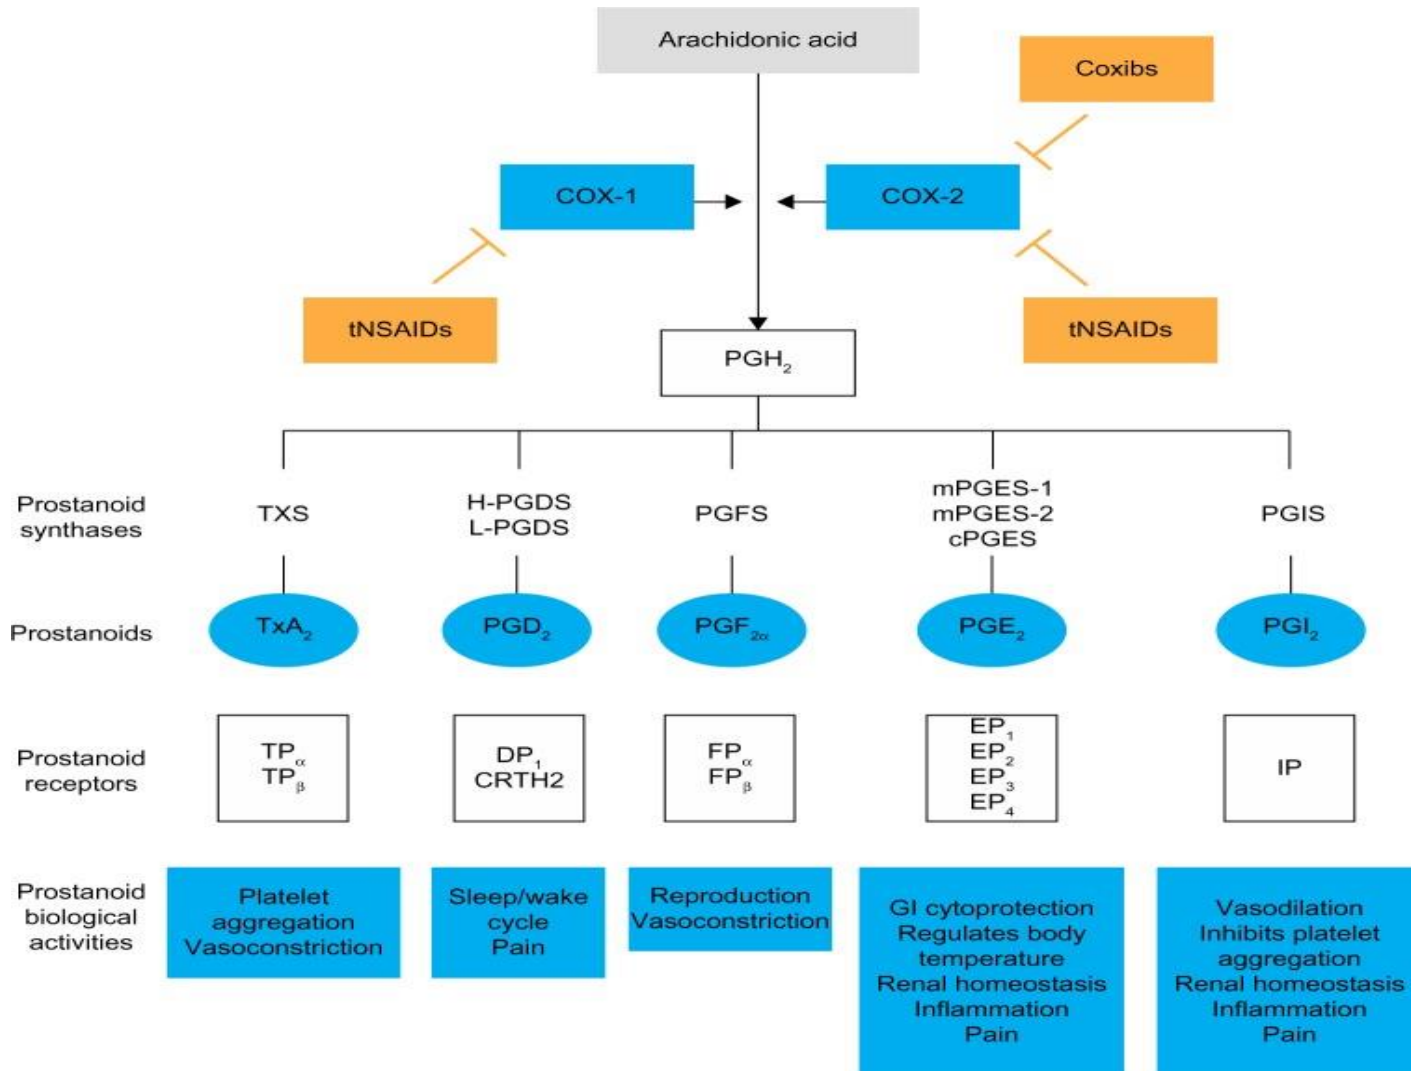 Arachidonic acid
Coxibs
COX-1
COX-2
tNSAIDs
tNSAIDs
PGH₂
Prostanoid
synthases
TXS
H-PGDS
L-PGDS
PGFS
mPGES-1
mPGES-2
cPGES
PGIS
Prostanoids
TxA₂
PGD₂
PGF₂α
PGE₂
PGI₂
Prostanoid
receptors
TPα
TPβ
DP₁
CRTH2
FPα
FPβ
EP₁
EP₂
EP₃
EP₄
IP
Prostanoid
biological
activities
Platelet
aggregation
Vasoconstriction
Sleep/wake
cycle
Pain
Reproduction
Vasoconstriction
GI cytoprotection
Regulates body
temperature
Renal homeostasis
Inflammation
Pain
Vasodilation
Inhibits platelet
aggregation
Renal homeostasis
Inflammation
Pain